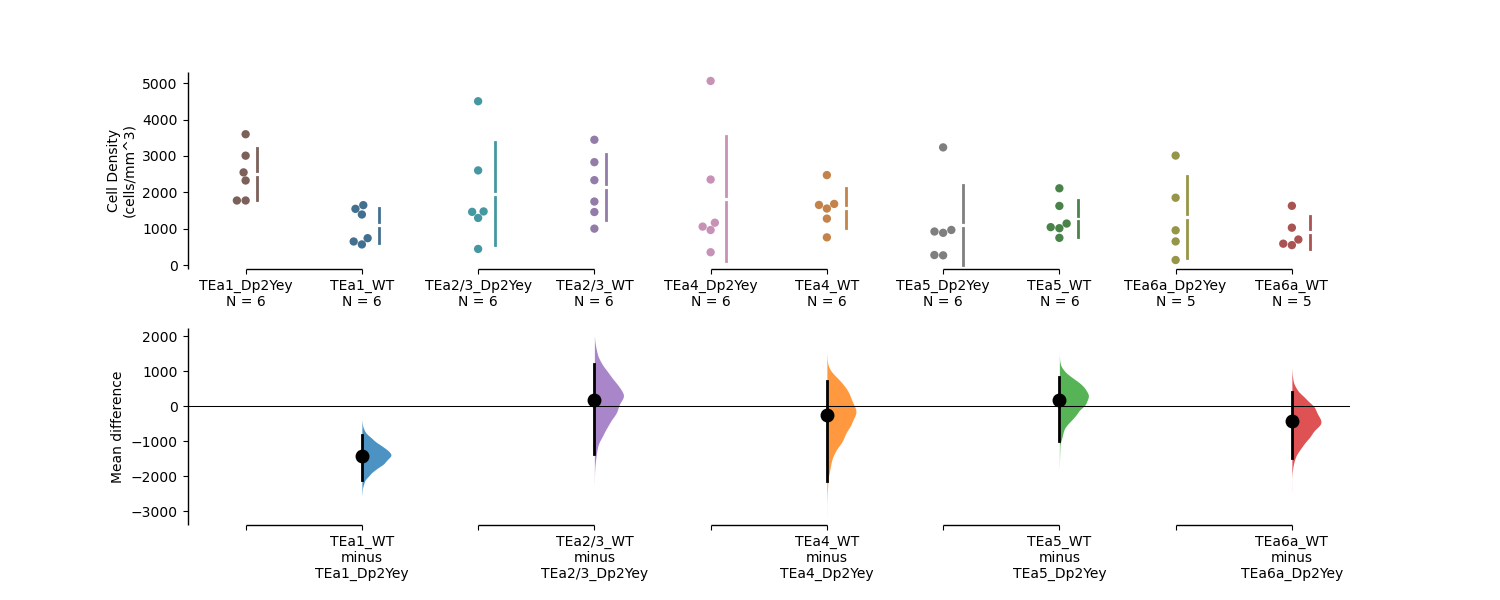 5000
4000
3000
2000
1000
0
Cell Density
(cells/mm^3)
TEa1_Dp2Yey
N = 6
TEa1_WT
N = 6
TEa2/3_Dp2Yey
N = 6
TEa2/3_WT
N = 6
TEa4_Dp2Yey
N = 6
TEa4_WT
N = 6
TEa5_Dp2Yey
N = 6
TEa5_WT
N = 6
TEa6a_Dp2Yey
N = 5
TEa6a_WT
N = 5
2000
1000
0
−1000
−2000
−3000
Mean difference
TEa1_WT
minus
TEa1_Dp2Yey
TEa2/3_WT
minus
TEa2/3_Dp2Yey
TEa4_WT
minus
TEa4_Dp2Yey
TEa5_WT
minus
TEa5_Dp2Yey
TEa6a_WT
minus
TEa6a_Dp2Yey